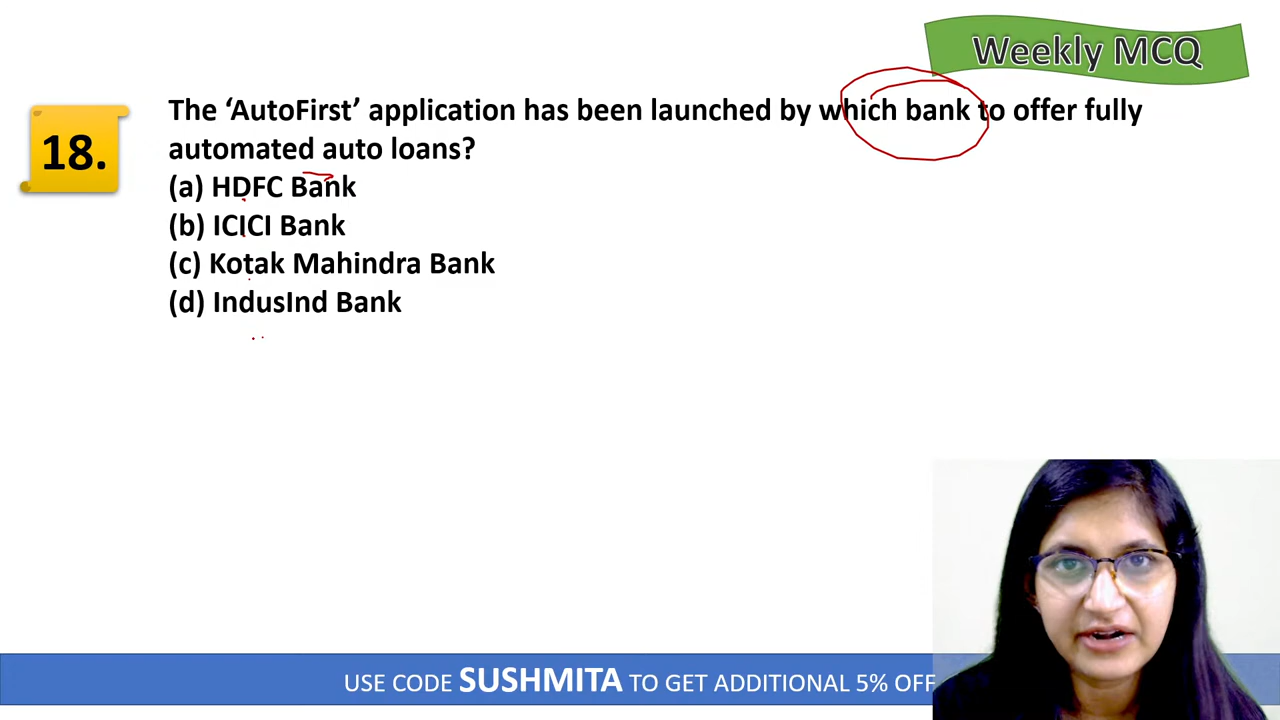 Weekly MCQ
18.
The ‘AutoFirst’ application has been launched by which bank to offer fully
automated auto loans?
(a) HDFC Bank
(b) ICICI Bank
(c) Kotak Mahindra Bank
(d) IndusInd Bank
USE CODE SUSHMITA TO GET ADDITIONAL 5% OFF